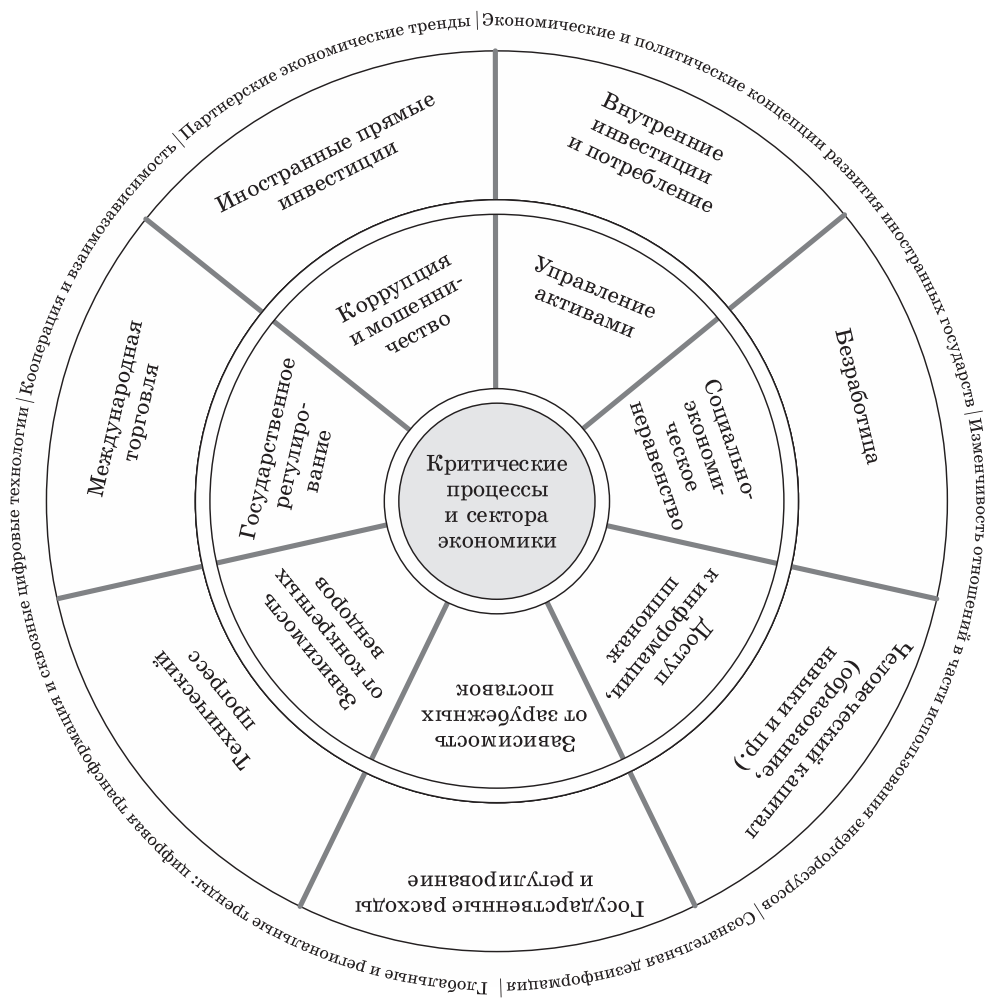 Партнерские экономические тренды | Экономические и политические концепции развития иностранных государств | Изменчивость отношений в части использования энергоресурсов | Сознательная дезинформация | Глобальные и региональные тренды: цифровая трансформация и сквозные цифровые технологии | Кооперация и взаимозависимость |
Иностранные прямые
инвестиции
Внутренние
инвестиции
и потребление
Безработица
Человеческий капитал
(образование,
навыки и пр.)
Государственные расходы
и регулирование
Технический
прогресс
Международная
торговля
Коррупция
и мошенни-
чество
Управление
активами
Социально-
экономи-
ческое
неравенство
Доступ
к информации,
шпионаж
Зависимость
от зарубежных
поставок
Зависимость
от конкретных
вендоров
Государственное
регулиро-
вание
Критические
процессы
и сектора
экономики